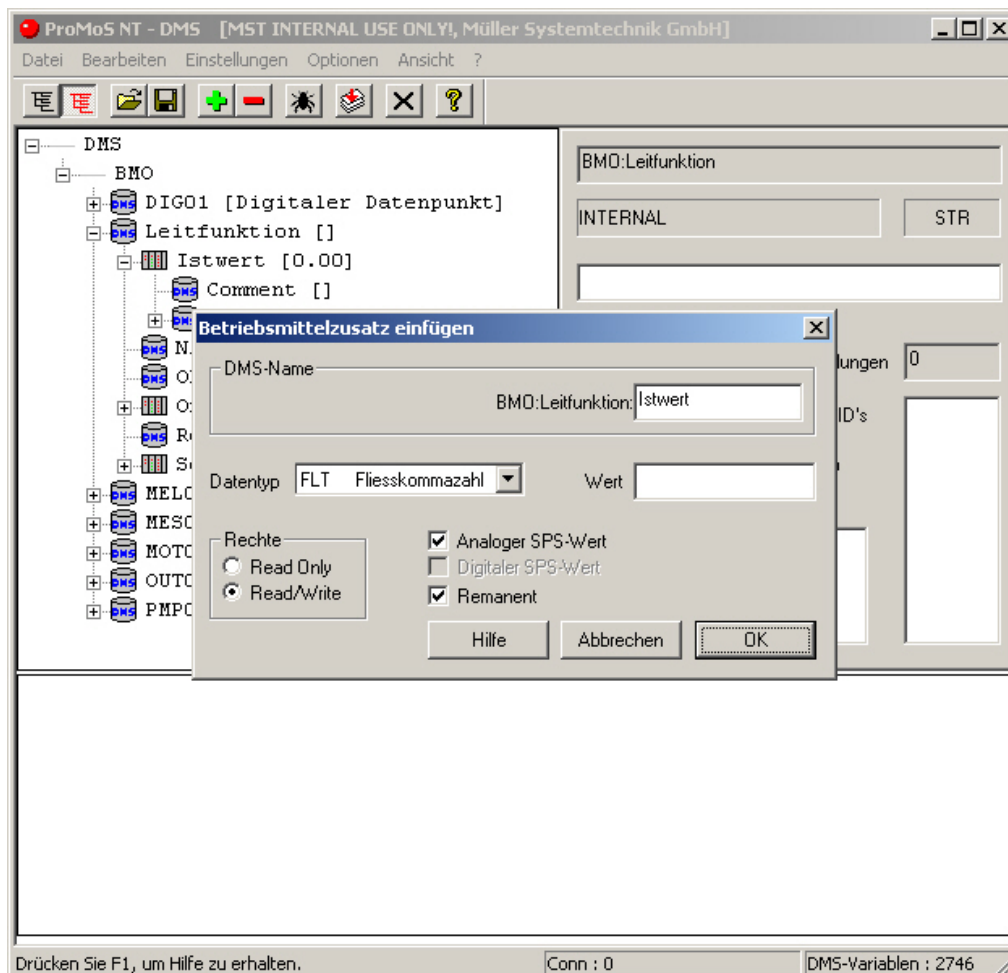 ProMoS NT - DMS [MST INTERNAL USE ONLY!, Müller Systemtechnik GmbH]
Datei Bearbeiten Einstellungen Optionen Ansicht ?
DMS
BMO
DIG01 [Digitaler Datenpunkt]
Leitfunktion []
Istwert [0.00]
Comment []
BMO:Leitfunktion
INTERNAL
STR
0
ID's
Betriebsmittelzusatz einfügen
DMS-Name
BMO:Leitfunktion:
Istwert
Datentyp
FLT Fliesskommazahl
Wert
Rechte
Read Only
Read/Write
Analoger SPS-Wert
Digitaler SPS-Wert
Remanent
Hilfe
Abbrechen
OK
Drücken Sie F1, um Hilfe zu erhalten.
Conn : 0
DMS-Variablen : 2746